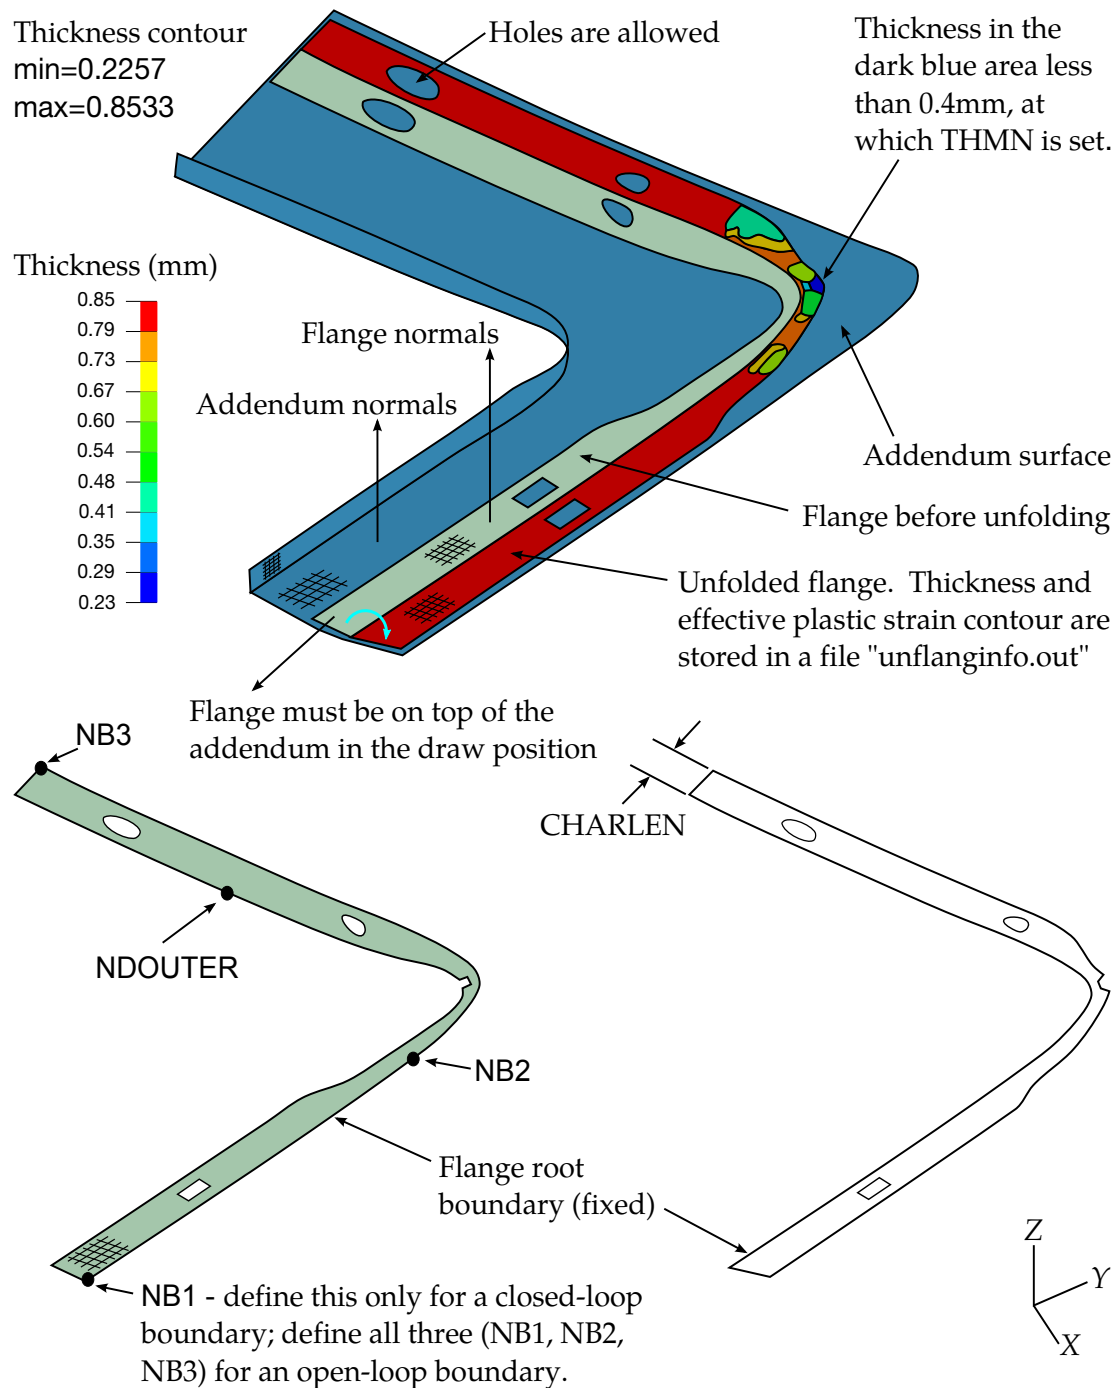 Thickness contour
min=0.2257
max=0.8533
Holes are allowed
Thickness in the
dark blue area less
than 0.4mm, at
which THMN is set.
Thickness (mm)
0.85
0.79
0.73
0.67
0.60
0.54
0.48
0.41
0.35
0.29
0.23
Flange normals
Addendum normals
Addendum surface
Flange before unfolding
Unfolded flange. Thickness and
effective plastic strain contour are
stored in a file "unflanginfo.out"
Flange must be on top of the
addendum in the draw position
NB3
CHARLEN
NDOUTER
NB2
Flange root
boundary (fixed)
NB1 - define this only for a closed-loop
boundary; define all three (NB1, NB2,
NB3) for an open-loop boundary.
Z
Y
X